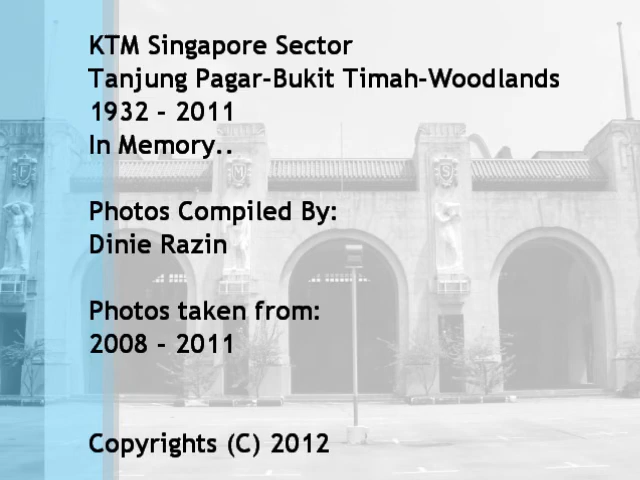 KTM Singapore Sector
Tanjung Pagar-Bukit Timah-Woodlands
1932 - 2011
In Memory..
F
M
S
Photos Compiled By:
Dinie Razin
Photos taken from:
2008 - 2011
Copyrights (C) 2012